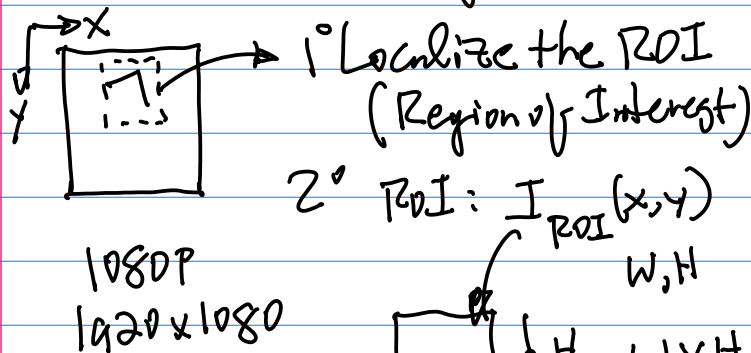 X
1° Localize the ROI
Y
(Region of Interest)
2° ROI: I_ROI (x,y)
W,H
1080P
1920x1080